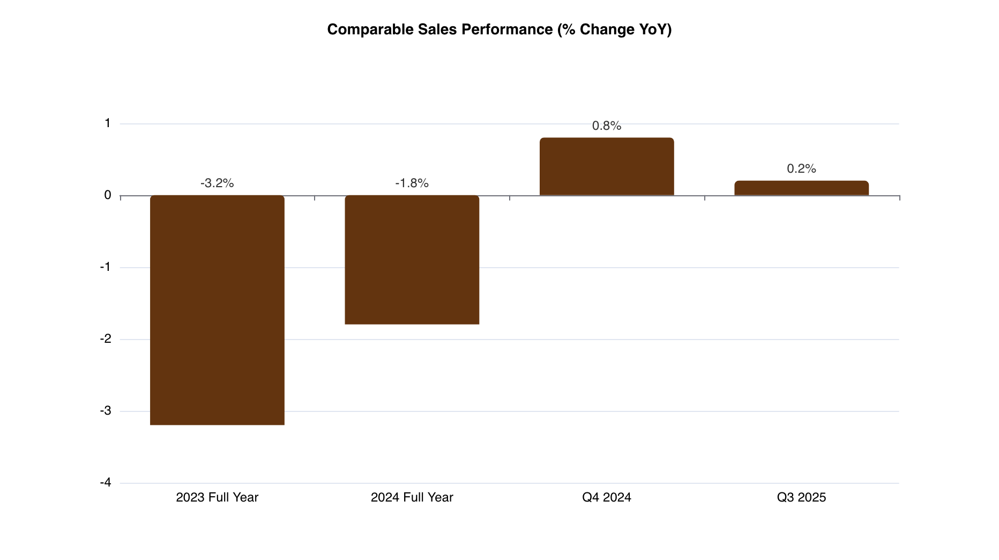 Comparable Sales Performance (% Change YoY)
1
0.8%
0.2%
-3.2%
-1.8%
0
-1
-2
-3
-4
2023 Full Year
2024 Full Year
Q4 2024
Q3 2025